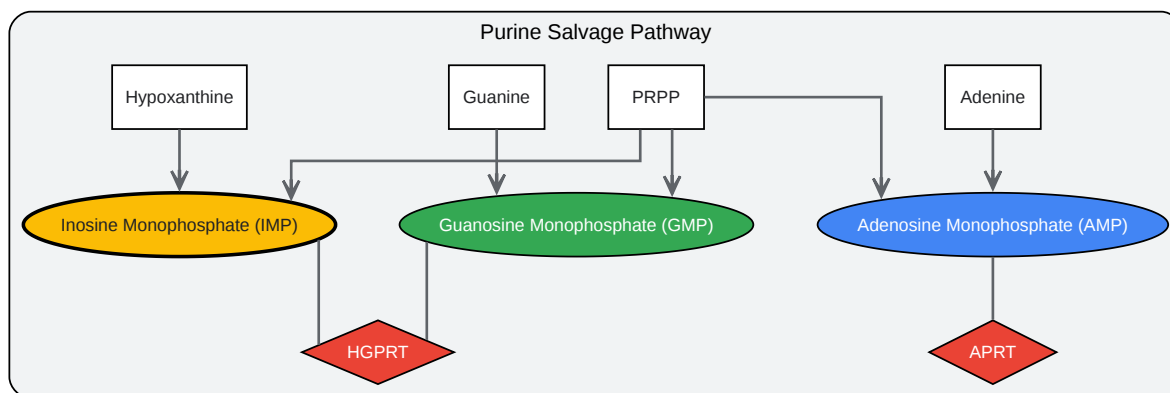 Purine Salvage Pathway
Hypoxanthine
Guanine
PRPP
Adenine
Inosine Monophosphate (IMP)
Guanosine Monophosphate (GMP)
Adenosine Monophosphate (AMP)
HGPRT
APRT